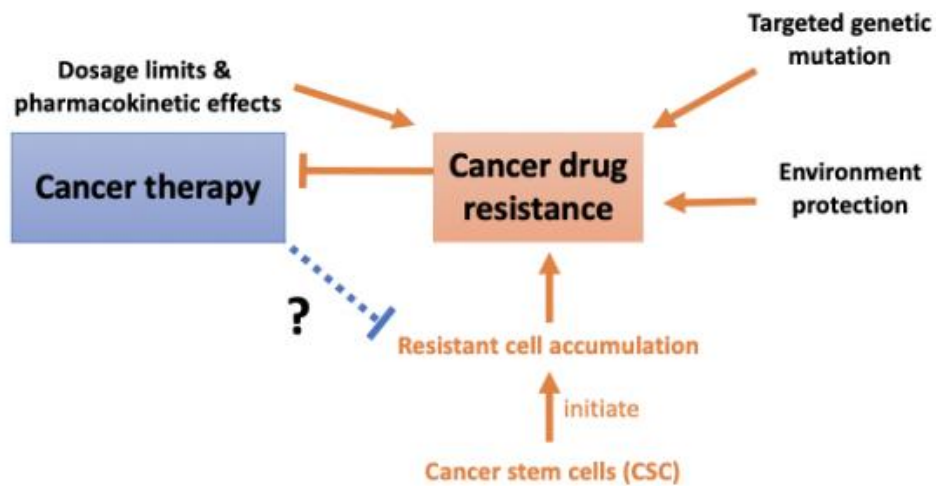 Targeted genetic
mutation
Dosage limits &
pharmacokinetic effects
Cancer therapy
Cancer drug
resistance
Environment
protection
?
Resistant cell accumulation
initiate
Cancer stem cells (CSC)